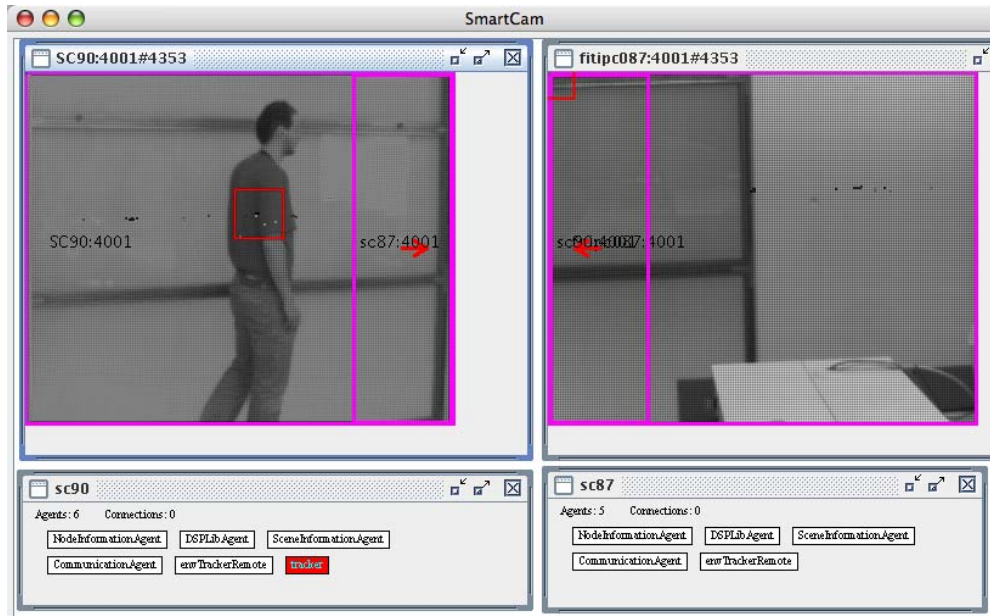 SmartCam
SC90:4001#4353
fitipc087:4001#4353
SC90:4001
sc87:4001
sc90
Agents: 6 Connections: 0
NodeInformationAgent DSPLibAgent SceneInformationAgent
CommunicationAgent envTrackerRemote tracker
sc87
Agents: 5 Connections: 0
NodeInformationAgent DSPLibAgent SceneInformationAgent
CommunicationAgent envTrackerRemote